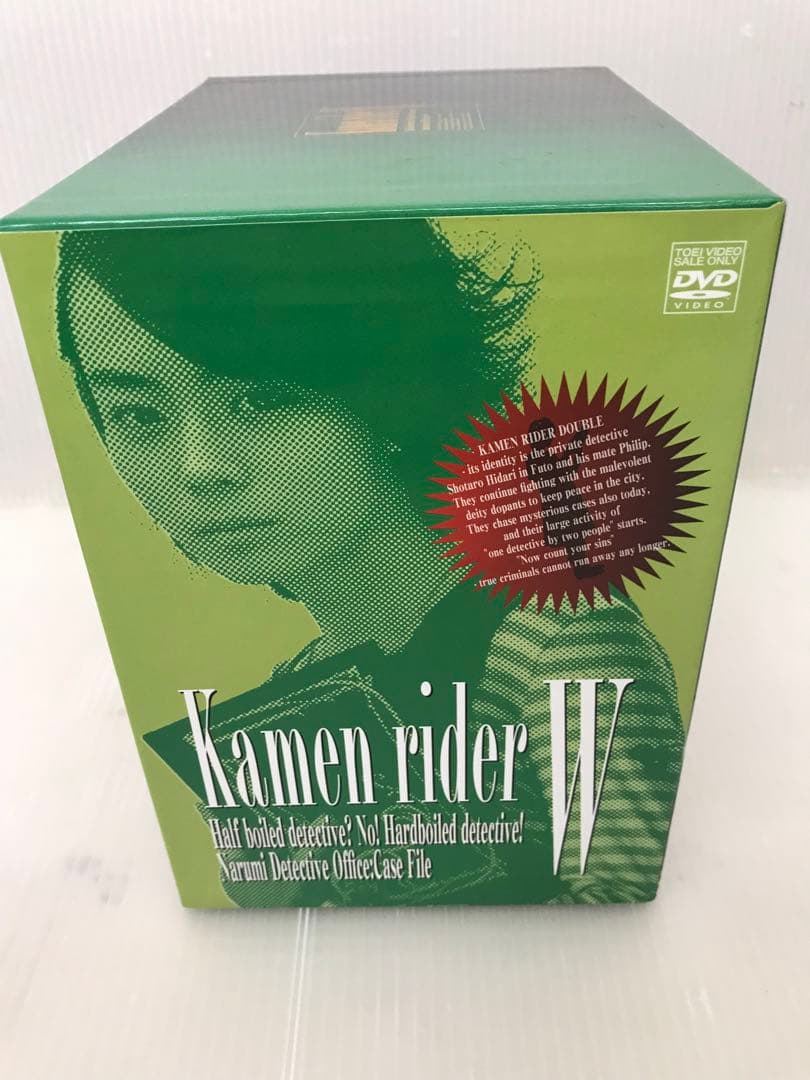 TOEI VIDEO
SALE ONLY
DVD
VIDEO
- KAMEN RIDER DOUBLE
- its identity is the private detective
Shotaro Hidari in Futo and his mate Philip.
They continue fighting with the malevolent
deity dopants to keep peace in the city.
They chase mysterious cases also today,
and their large activity of
"one detective by two people" starts.
"Now count your sins"
- true criminals cannot run away any longer.
Kamen rider W
Half boiled detective? No! Hardboiled detective!
Narumi Detective Office:Case File